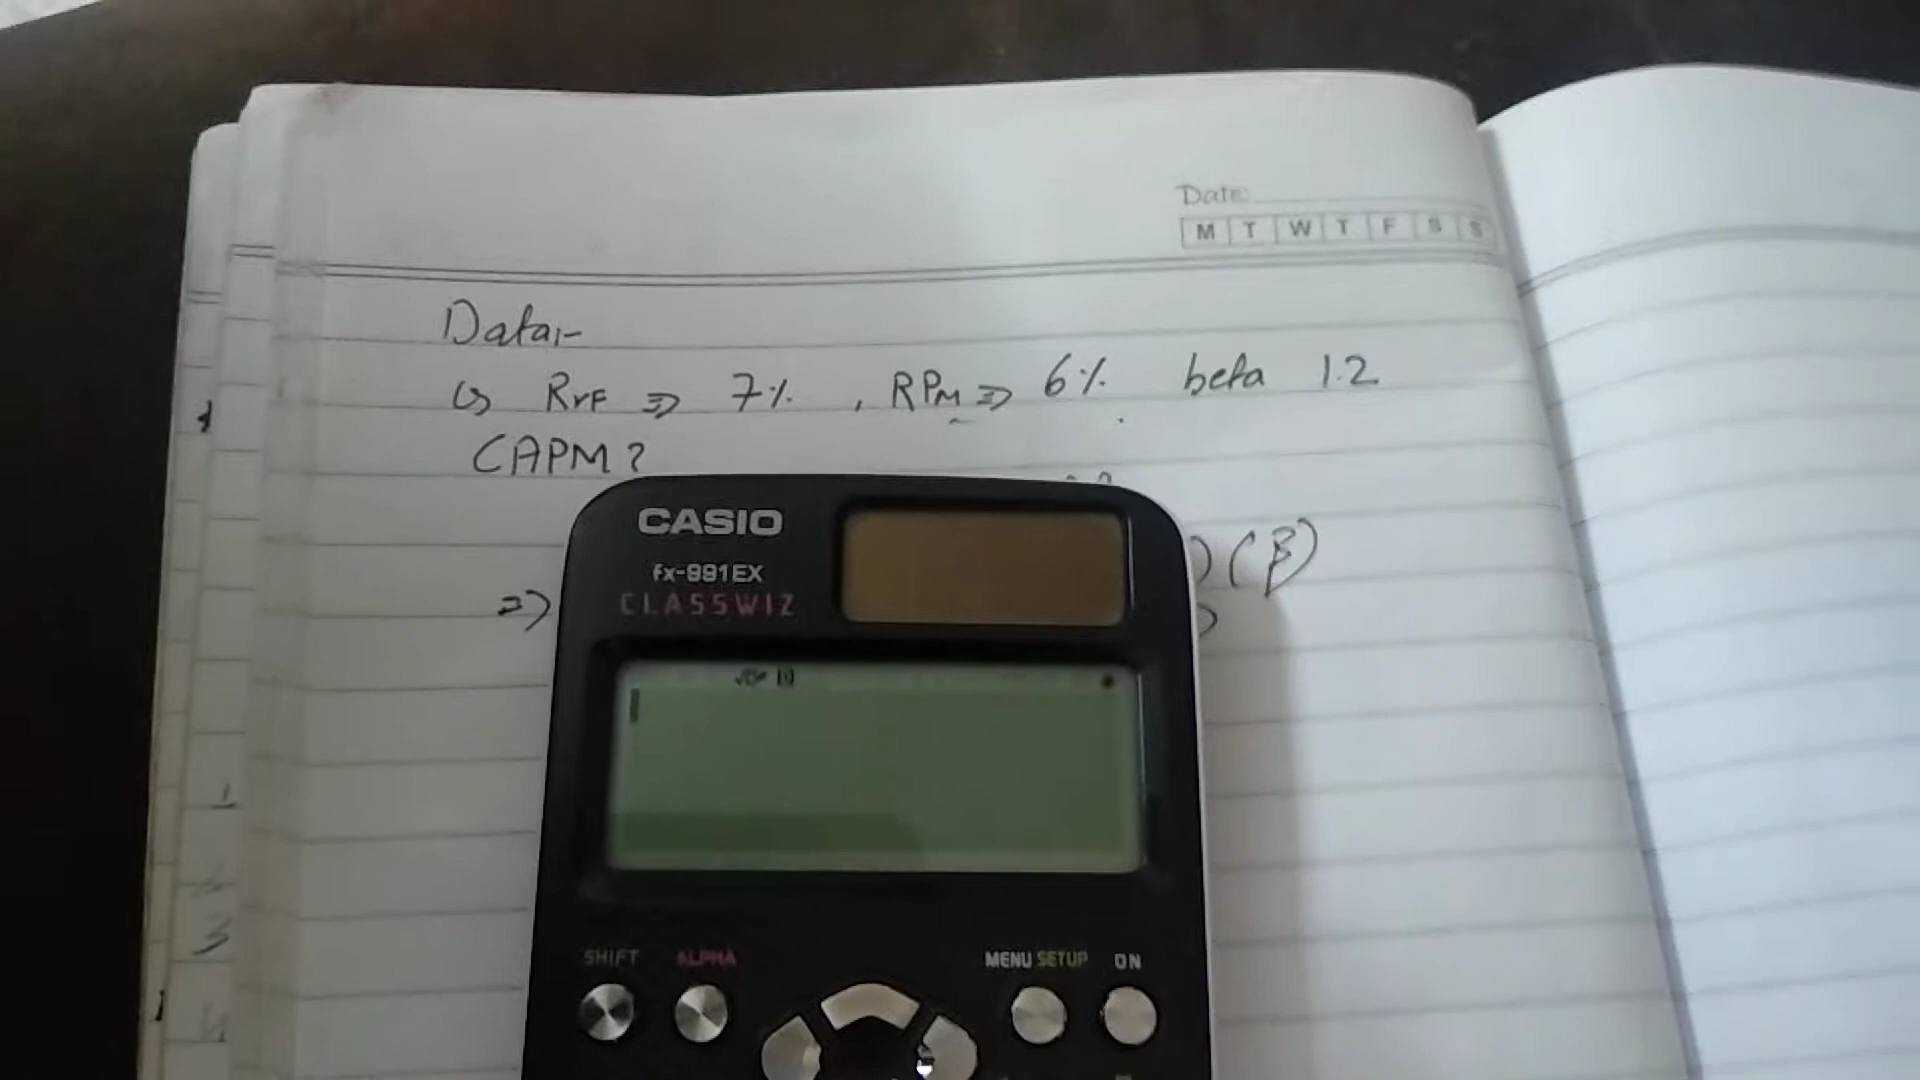 Date:
M T W T F S S
Data:-
RrF ⇒ 7% , RPM ⇒ 6% beta 1.2
CAPM?
) (β)
⇒
CASIO
fx-991EX
CLASSWIZ
√D/ D
SHIFT ALPHA MENU SETUP ON